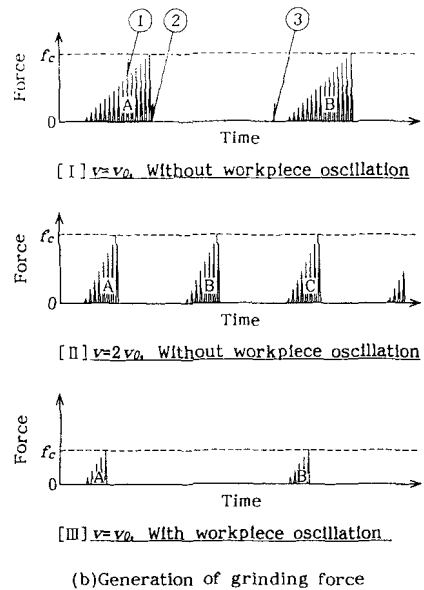 ① ② ③
fc
Force
A B
0
Time
[Ⅰ] v=v0, Without workpiece oscillation
fc
Force
A B C
0
Time
[Ⅱ] v=2v0, Without workpiece oscillation
fc
Force
A B
0
Time
[Ⅲ] v=v0, With workpiece oscillation
(b)Generation of grinding force